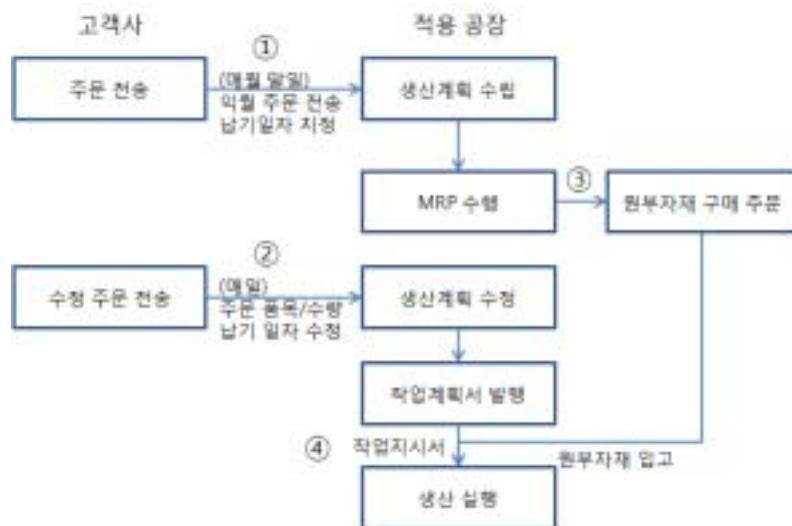 고객사
적용 공장
①
주문 전송
(매월 말일)
익월 주문 전송
납기일자 지정
생산계획 수립
MRP 수행
③
원부자재 구매 주문
②
수정 주문 전송
(매일)
주문 품목/수량
납기 일자 수정
생산계획 수정
작업계획서 발행
④
작업지시서
원부자재 입고
생산 실행